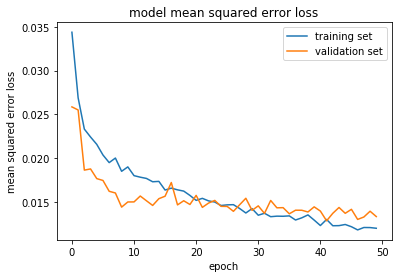 model mean squared error loss
training set
validation set
mean squared error loss
0.035
0.030
0.025
0.020
0.015
0
10
20
30
40
50
epoch